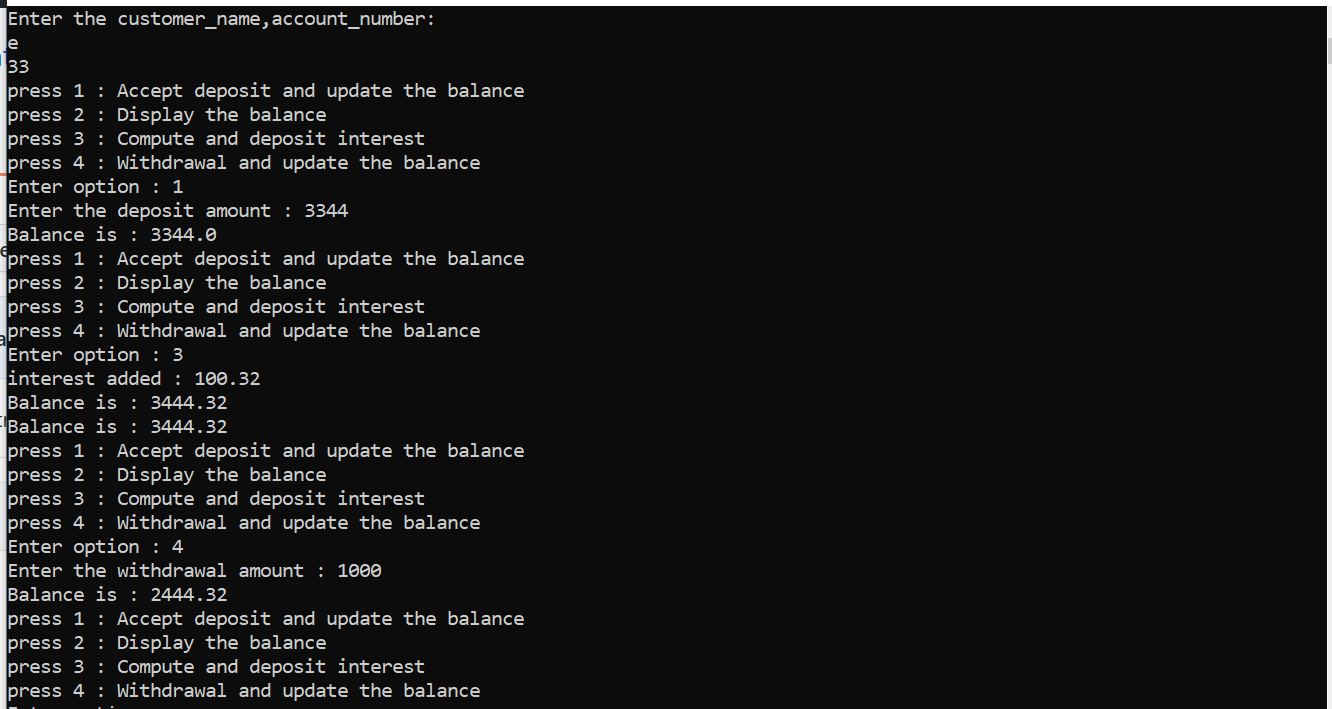 Enter the customer_name,account_number:
e
33
press 1 : Accept deposit and update the balance
press 2 : Display the balance
press 3 : Compute and deposit interest
press 4 : Withdrawal and update the balance
Enter option : 1
Enter the deposit amount : 3344
Balance is : 3344.0
press 1 : Accept deposit and update the balance
press 2 : Display the balance
press 3 : Compute and deposit interest
press 4 : Withdrawal and update the balance
Enter option : 3
interest added : 100.32
Balance is : 3444.32
Balance is : 3444.32
press 1 : Accept deposit and update the balance
press 2 : Display the balance
press 3 : Compute and deposit interest
press 4 : Withdrawal and update the balance
Enter option : 4
Enter the withdrawal amount : 1000
Balance is : 2444.32
press 1 : Accept deposit and update the balance
press 2 : Display the balance
press 3 : Compute and deposit interest
press 4 : Withdrawal and update the balance